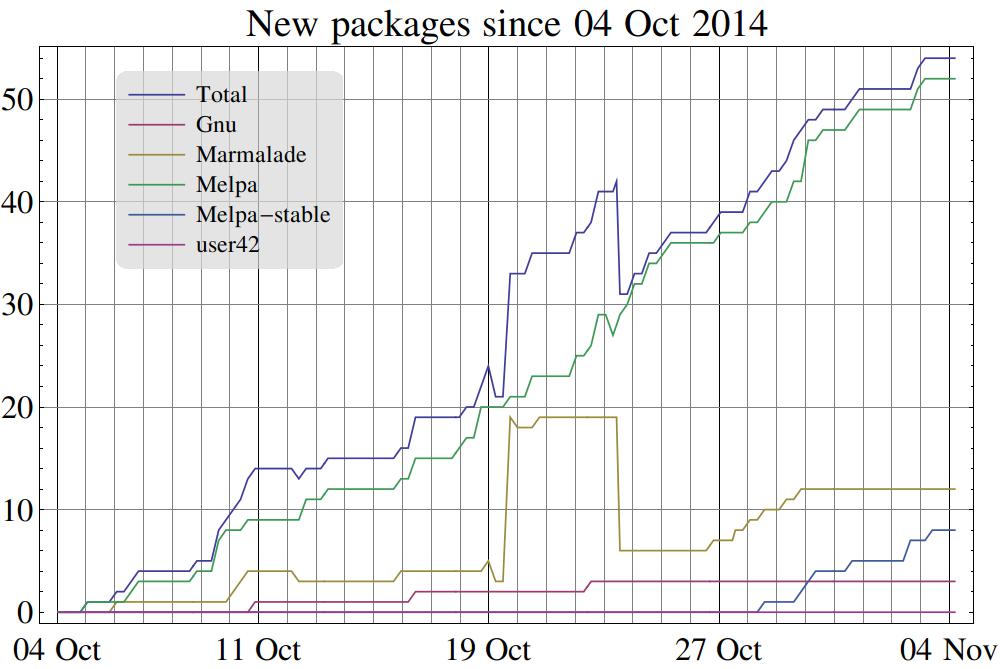 New packages since 04 Oct 2014
Total
Gnu
Marmalade
Melpa
Melpa−stable
user42
50
40
30
20
10
0
04 Oct 11 Oct 19 Oct 27 Oct 04 Nov